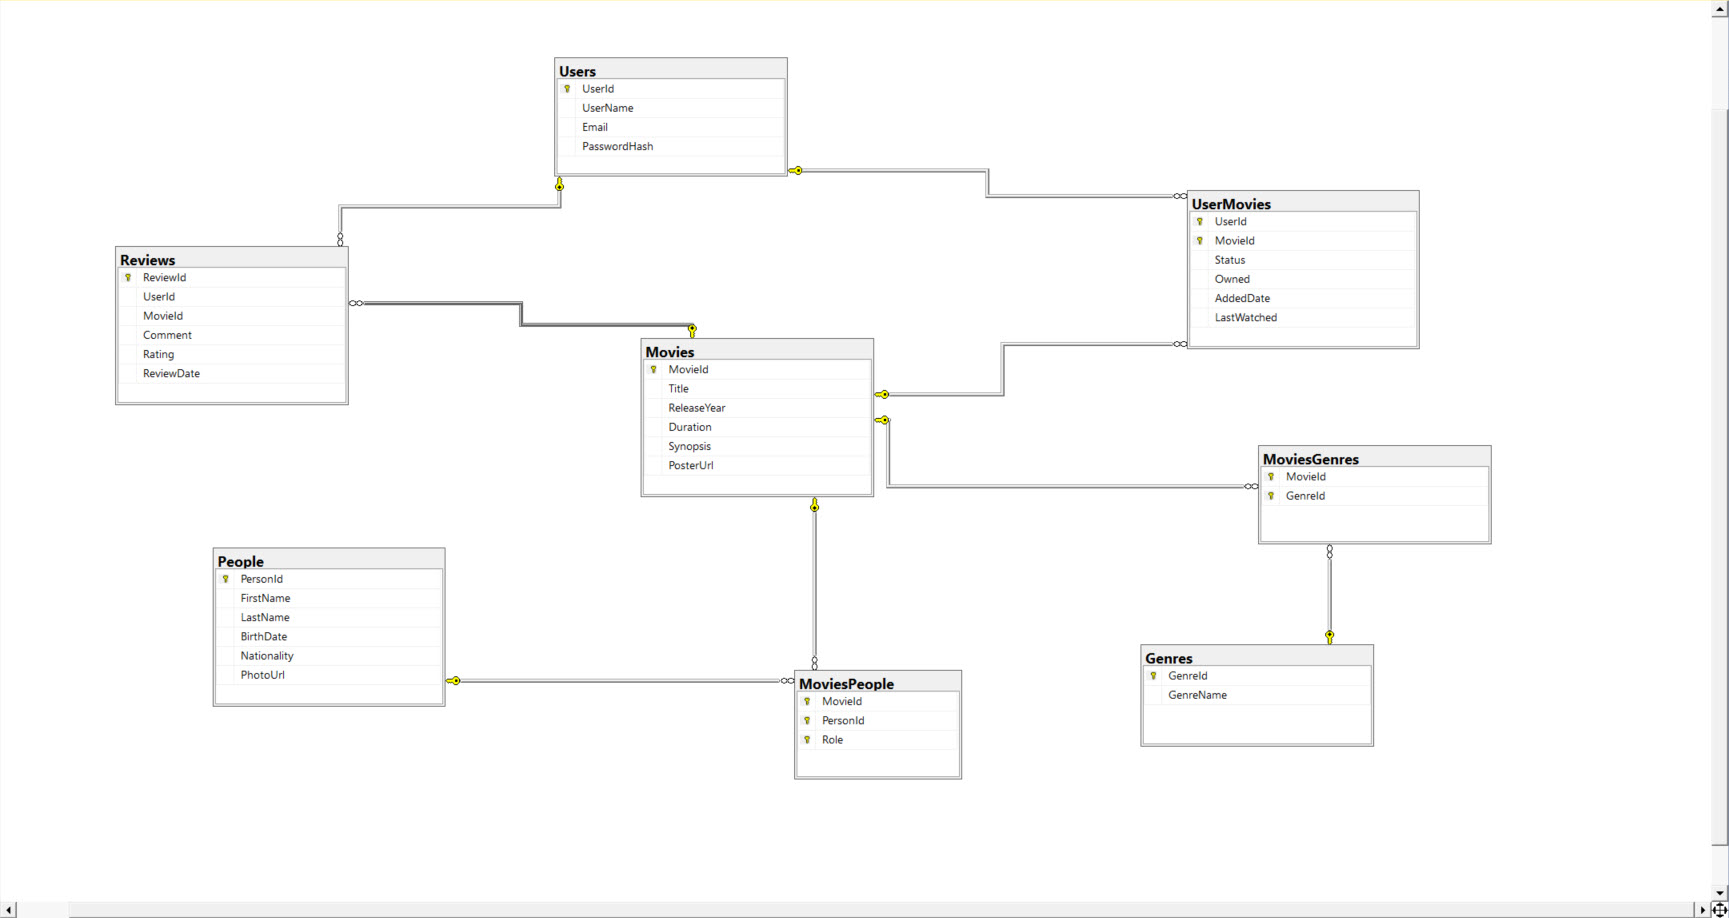 Users
UserId
UserName
Email
PasswordHash
UserMovies
UserId
MovieId
Status
Owned
AddedDate
LastWatched
Reviews
ReviewId
UserId
MovieId
Comment
Rating
ReviewDate
Movies
MovieId
Title
ReleaseYear
Duration
Synopsis
PosterUrl
MoviesGenres
MovieId
GenreId
People
PersonId
FirstName
LastName
BirthDate
Nationality
PhotoUrl
MoviesPeople
MovieId
PersonId
Role
Genres
GenreId
GenreName